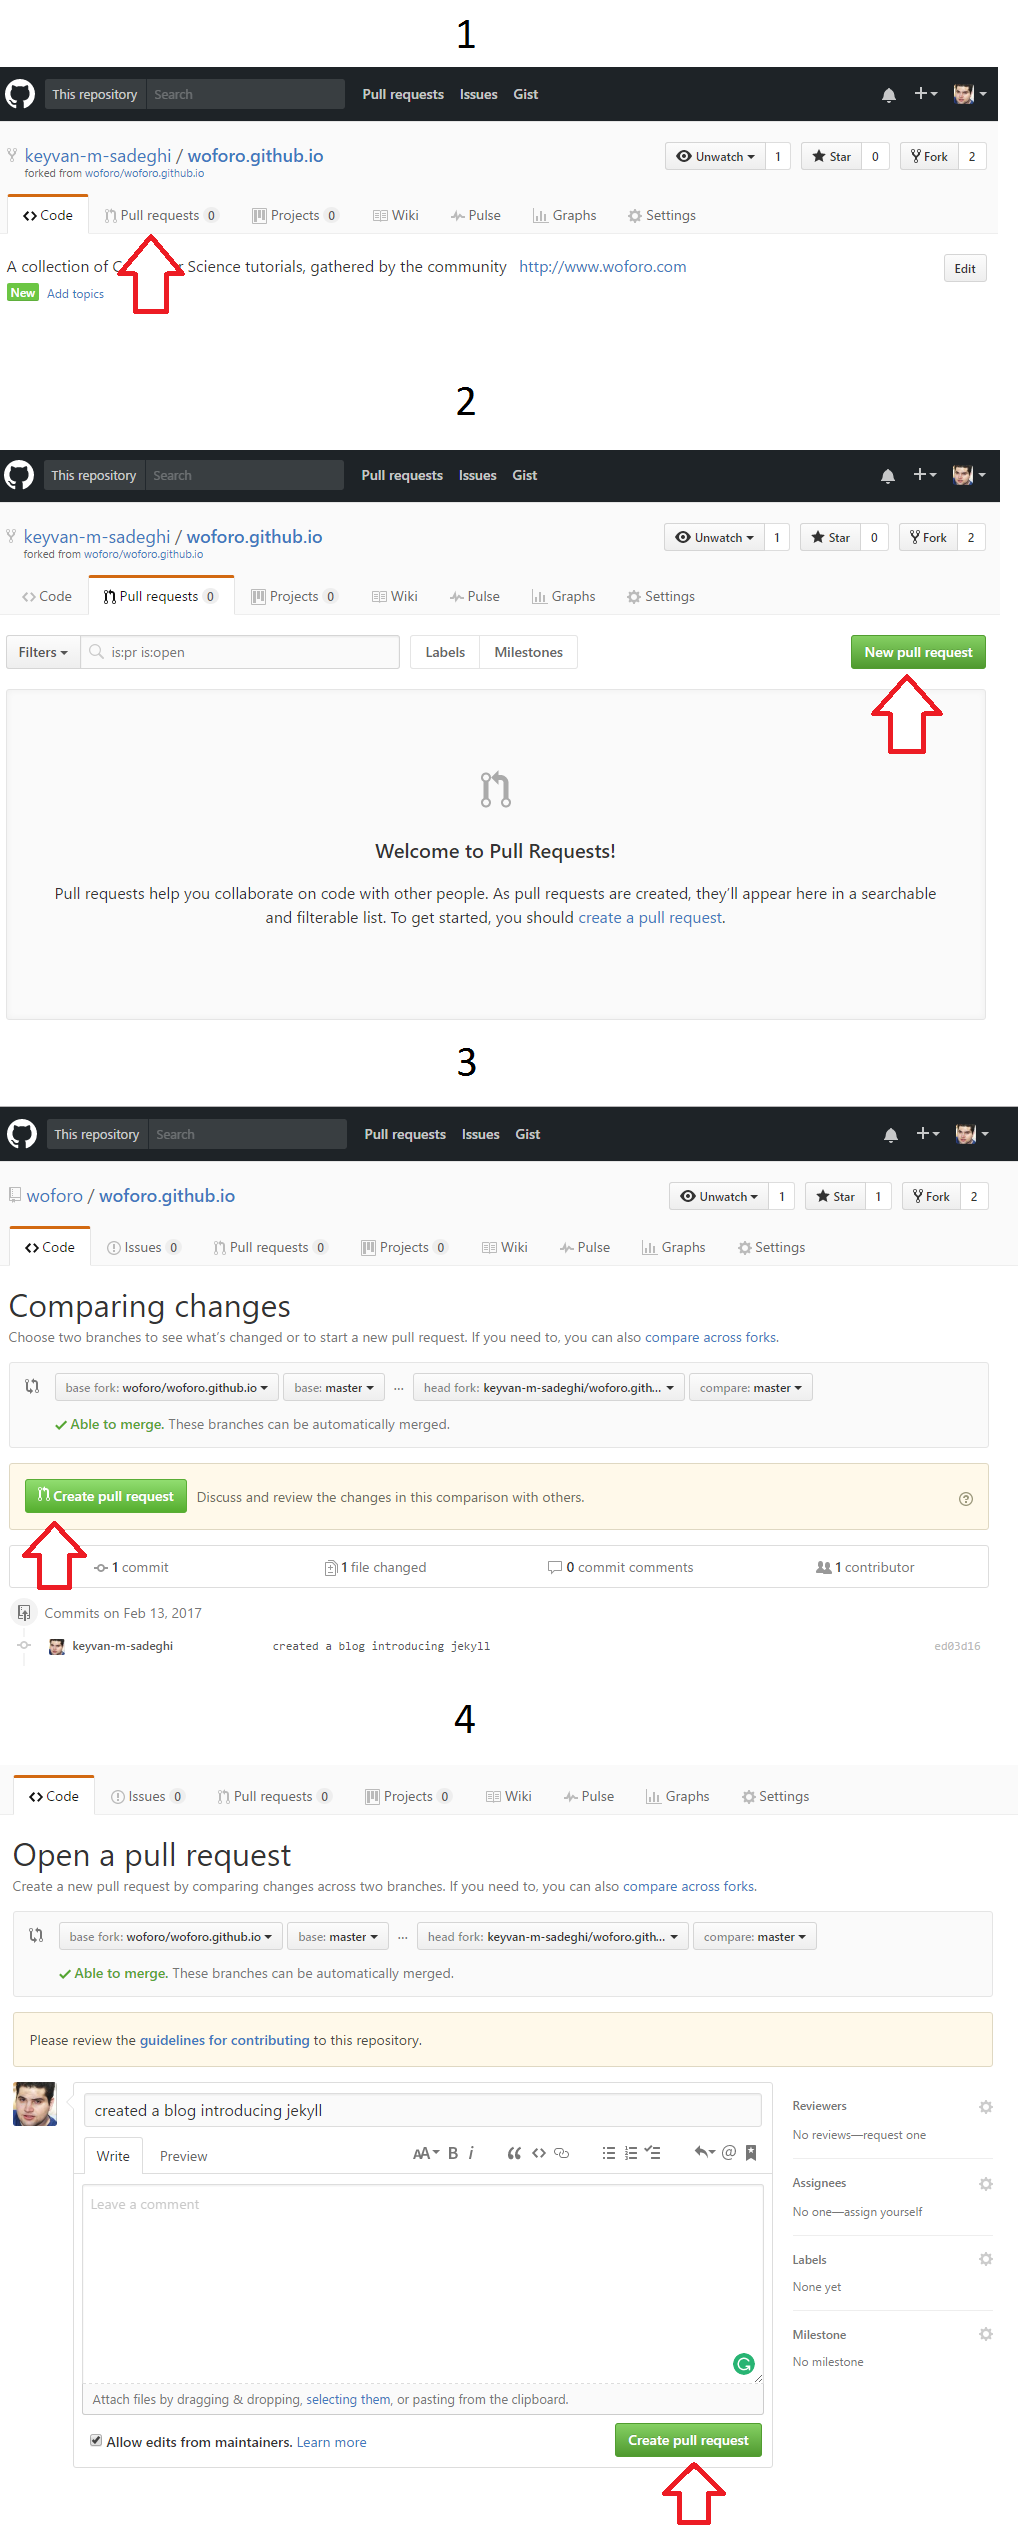 1
This repository Search Pull requests Issues Gist
keyvan-m-sadeghi / woforo.github.io Unwatch 1 Star 0 Fork 2
forked from woforo/woforo.github.io
Code Pull requests 0 Projects 0 Wiki Pulse Graphs Settings
A collection of Science tutorials, gathered by the community http://www.woforo.com Edit
New Add topics
2
This repository Search Pull requests Issues Gist
keyvan-m-sadeghi / woforo.github.io Unwatch 1 Star 0 Fork 2
forked from woforo/woforo.github.io
Code Pull requests 0 Projects 0 Wiki Pulse Graphs Settings
Filters is:pr is:open Labels Milestones New pull request
Welcome to Pull Requests!
Pull requests help you collaborate on code with other people. As pull requests are created, they'll appear here in a searchable
and filterable list. To get started, you should create a pull request.
3
This repository Search Pull requests Issues Gist
woforo / woforo.github.io Unwatch 1 Star 1 Fork 2
Code Issues 0 Pull requests 0 Projects 0 Wiki Pulse Graphs Settings
Comparing changes
Choose two branches to see what's changed or to start a new pull request. If you need to, you can also compare across forks.
base fork: woforo/woforo.github.io base: master ... head fork: keyvan-m-sadeghi/woforo.gith... compare: master
Able to merge. These branches can be automatically merged.
Create pull request Discuss and review the changes in this comparison with others.
1 commit 1 file changed 0 commit comments 1 contributor
Commits on Feb 13, 2017
keyvan-m-sadeghi created a blog introducing jekyll ed03d16
4
Code Issues 0 Pull requests 0 Projects 0 Wiki Pulse Graphs Settings
Open a pull request
Create a new pull request by comparing changes across two branches. If you need to, you can also compare across forks.
base fork: woforo/woforo.github.io base: master ... head fork: keyvan-m-sadeghi/woforo.gith... compare: master
Able to merge. These branches can be automatically merged.
Please review the guidelines for contributing to this repository.
created a blog introducing jekyll
Reviewers
No reviews—request one
Write Preview AA B i @
Assignees
No one—assign yourself
Leave a comment
Labels
None yet
Milestone
No milestone
Attach files by dragging & dropping, selecting them, or pasting from the clipboard.
Allow edits from maintainers. Learn more Create pull request